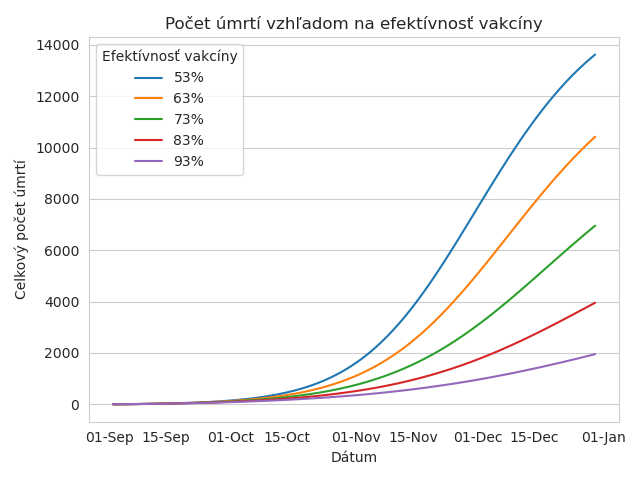 Počet úmrtí vzhľadom na efektívnosť vakcíny
Efektívnosť vakcíny
53%
63%
73%
83%
93%
14000
12000
10000
8000
6000
4000
2000
0
Celkový počet úmrtí
01-Sep 15-Sep 01-Oct 15-Oct 01-Nov 15-Nov 01-Dec 15-Dec 01-Jan
Dátum